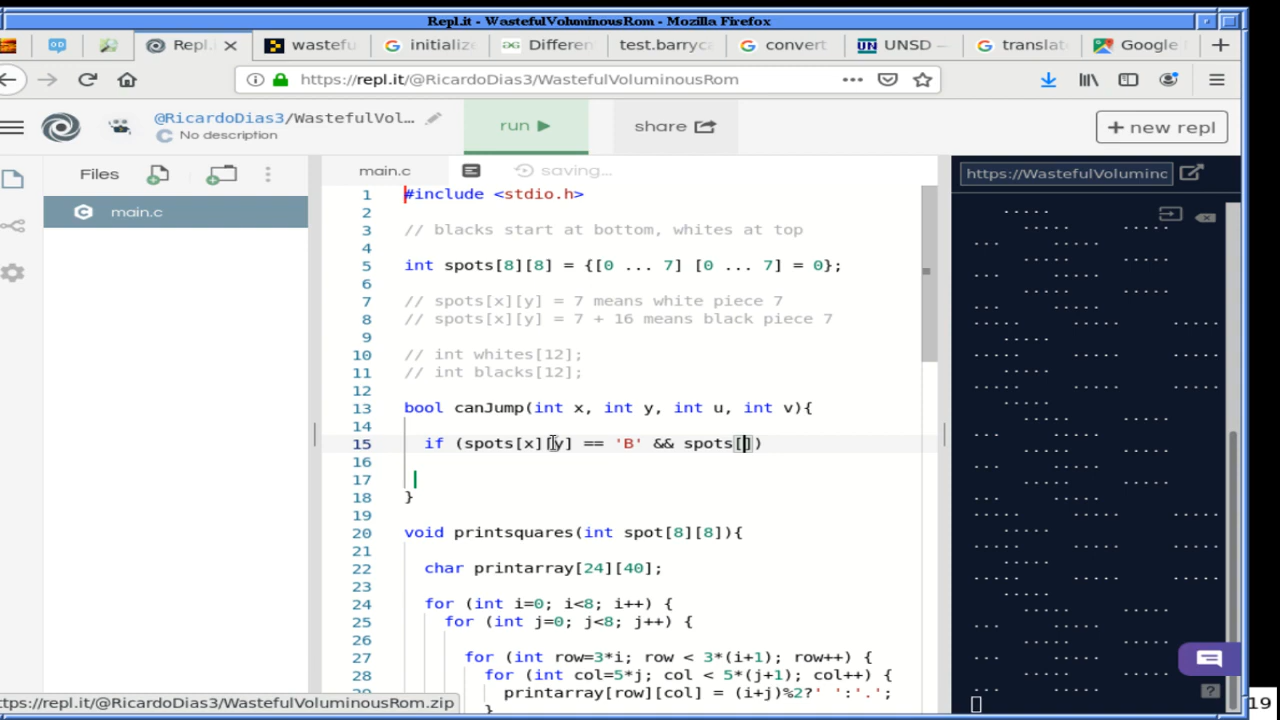 Repl.it - WastefulVoluminousRom - Mozilla Firefox
Repl. wastefu initializ Differen test.barryca convert UNSD — translat Google
https://repl.it/@RicardoDias3/WastefulVoluminousRom
@RicardoDias3/WastefulVol...
No description
run
share
+ new repl
Files
main.c
main.c
saving...
https://WastefulVoluminc
1 #include <stdio.h>
2
3 // blacks start at bottom, whites at top
4
5 int spots[8][8] = {[0 ... 7] [0 ... 7] = 0};
6
7 // spots[x][y] = 7 means white piece 7
8 // spots[x][y] = 7 + 16 means black piece 7
9
10 // int whites[12];
11 // int blacks[12];
12
13 bool canJump(int x, int y, int u, int v){
14
15 if (spots[x][y] == 'B' && spots[])
16
17
18 }
19
20 void printsquares(int spot[8][8]){
21
22 char printarray[24][40];
23
24 for (int i=0; i<8; i++) {
25 for (int j=0; j<8; j++) {
26
27 for (int row=3*i; row < 3*(i+1); row++) {
28 for (int col=5*j; col < 5*(j+1); col++) {
29 printarray[row][col] = (i+j)%2?' ':'.';
}
ttps://repl.it/@RicardoDias3/WastefulVoluminousRom.zip
19